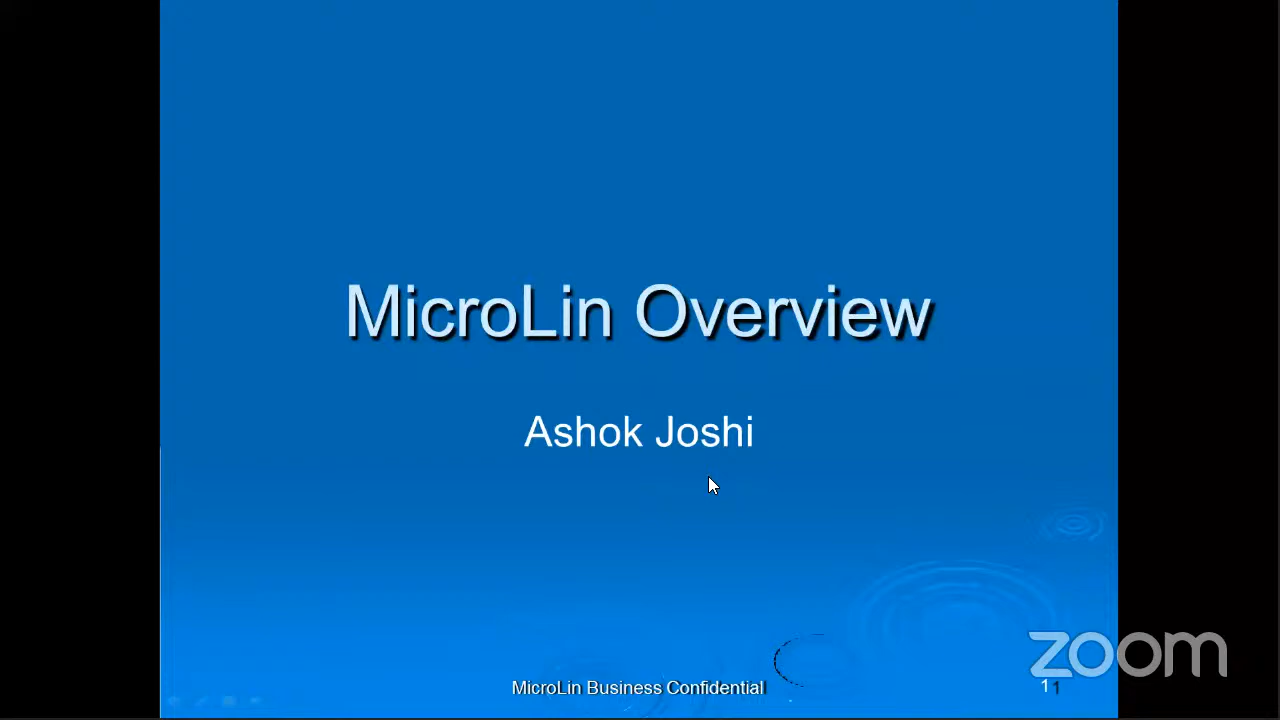 MicroLin Overview
Ashok Joshi
MicroLin Business Confidential
1
zoom